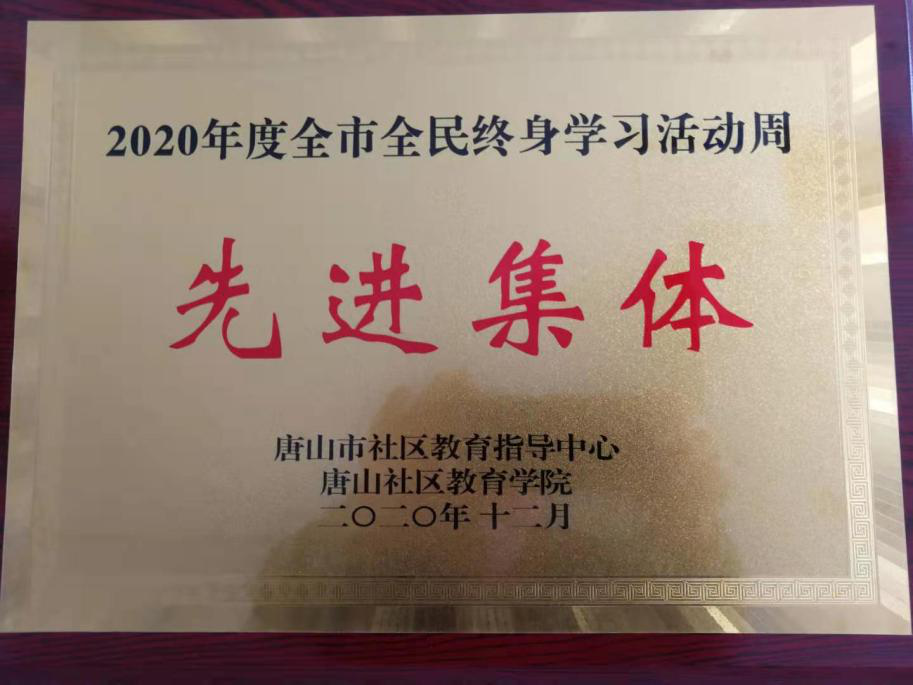 2020年度全市全民终身学习活动周
先进集体
唐山市社区教育指导中心
唐山社区教育学院
二〇二〇年十二月